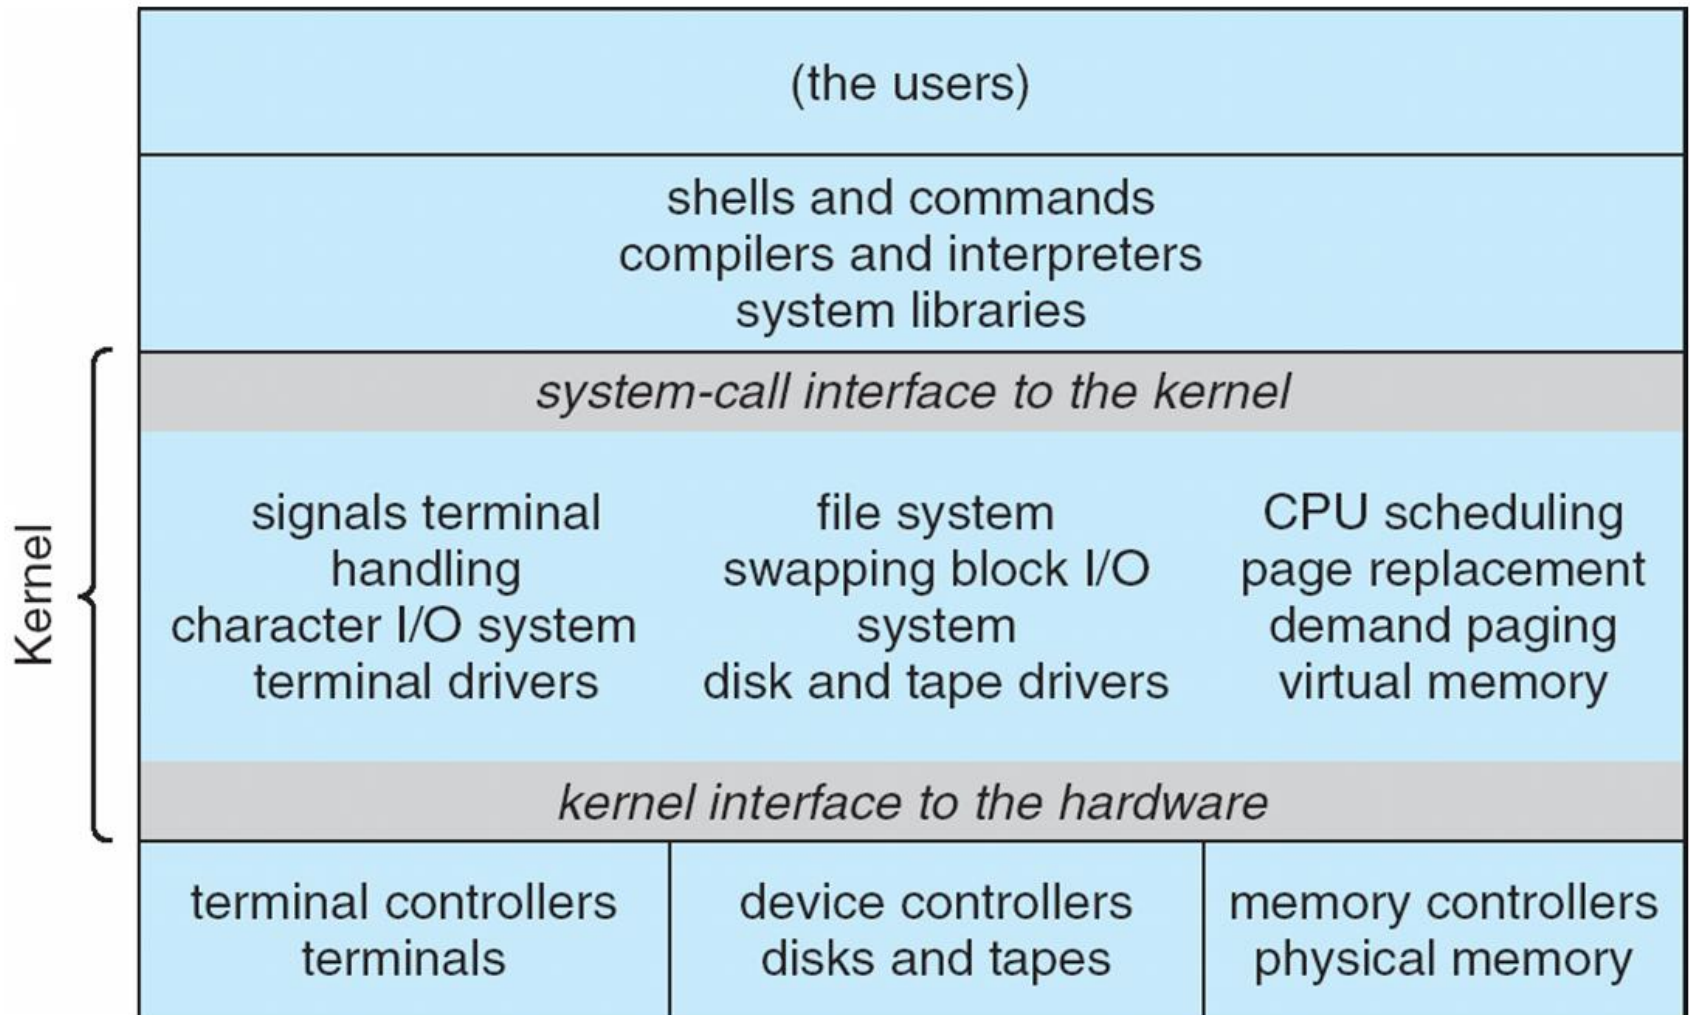 (the users)
shells and commands
compilers and interpreters
system libraries
Kernel
system-call interface to the kernel
signals terminal
handling
character I/O system
terminal drivers
file system
swapping block I/O
system
disk and tape drivers
CPU scheduling
page replacement
demand paging
virtual memory
kernel interface to the hardware
terminal controllers
terminals
device controllers
disks and tapes
memory controllers
physical memory